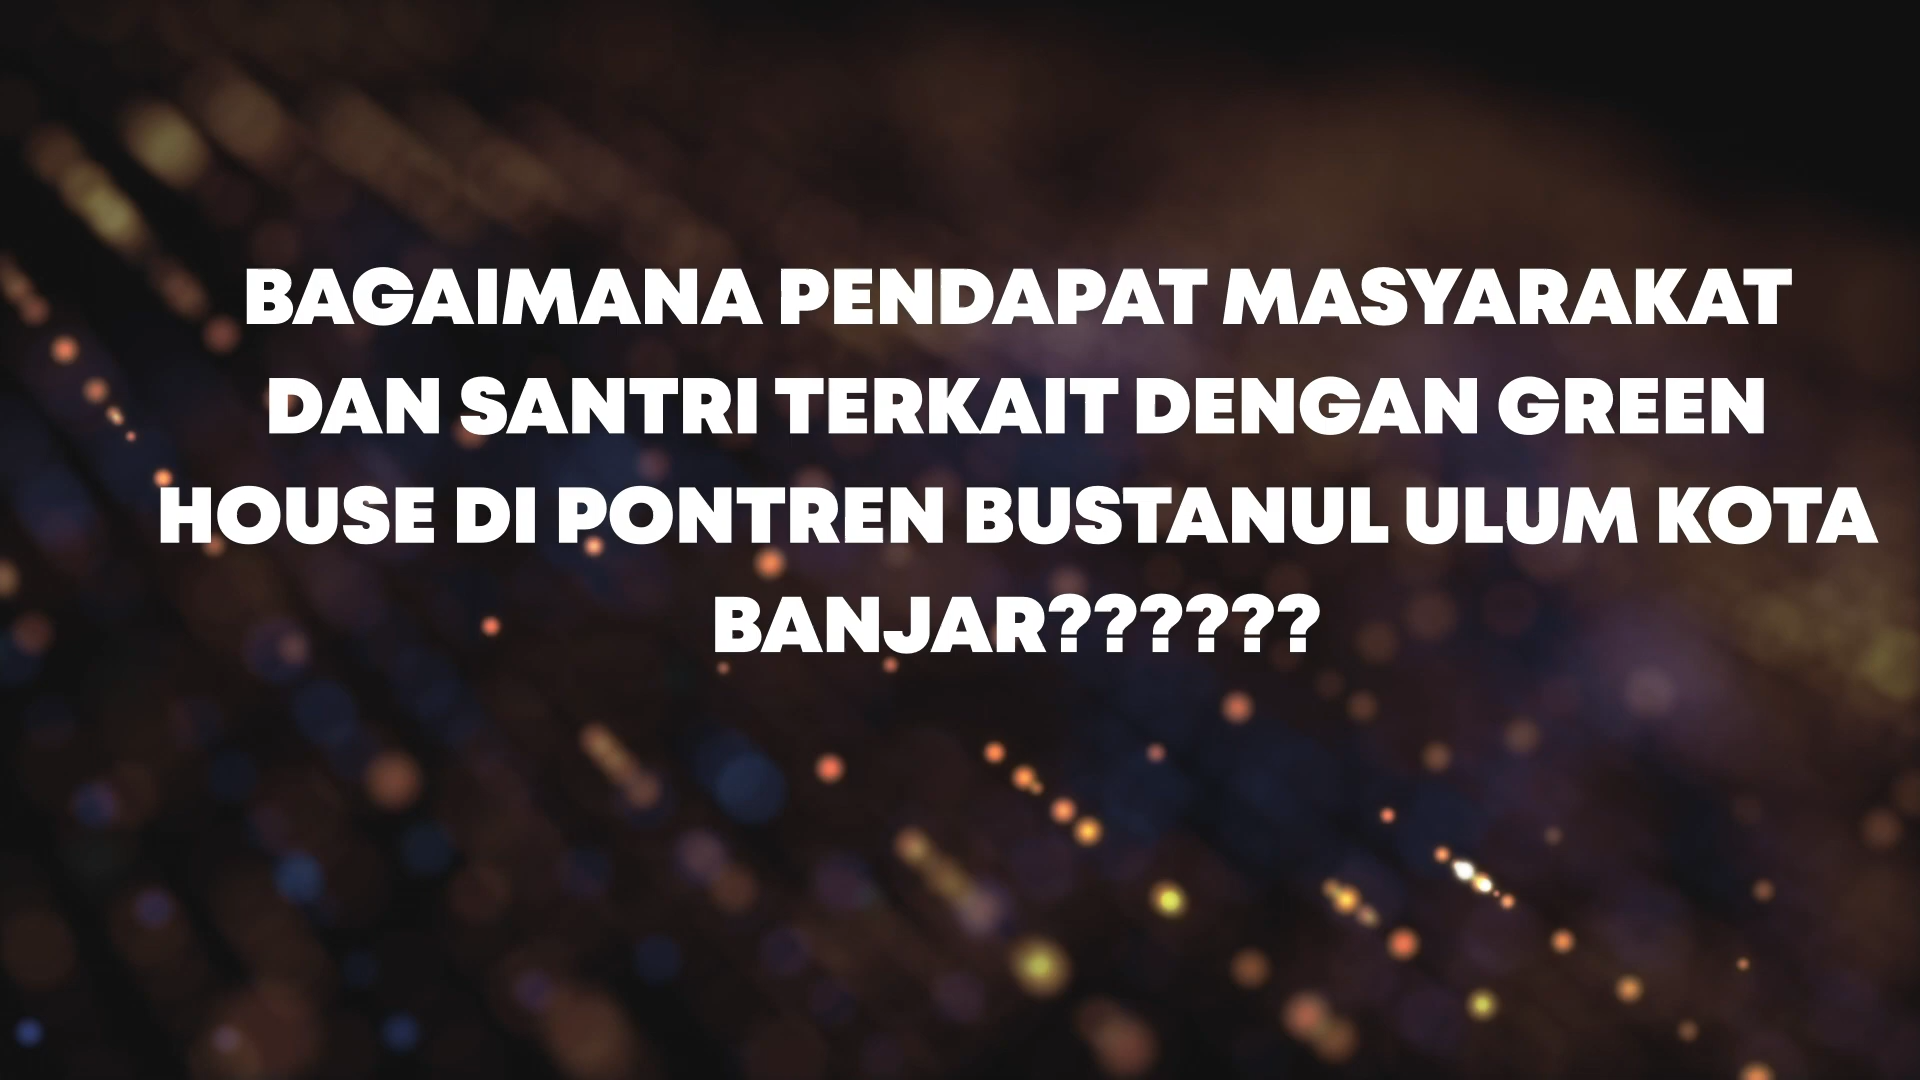 BAGAIMANA PENDAPAT MASYARAKAT
DAN SANTRI TERKAIT DENGAN GREEN
HOUSE DI PONTREN BUSTANUL ULUM KOTA
BANJAR??????